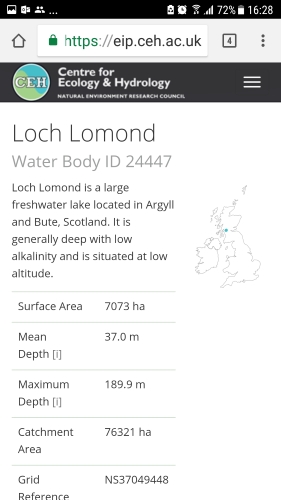 ... 72% 16:28
https://eip.ceh.ac.uk 4
CEH
Centre for
Ecology & Hydrology
NATURAL ENVIRONMENT RESEARCH COUNCIL
Loch Lomond
Water Body ID 24447
Loch Lomond is a large
freshwater lake located in Argyll
and Bute, Scotland. It is
generally deep with low
alkalinity and is situated at low
altitude.
Surface Area 7073 ha
Mean 37.0 m
Depth [i]
Maximum 189.9 m
Depth [i]
Catchment 76321 ha
Area
Grid NS37049448
Reference